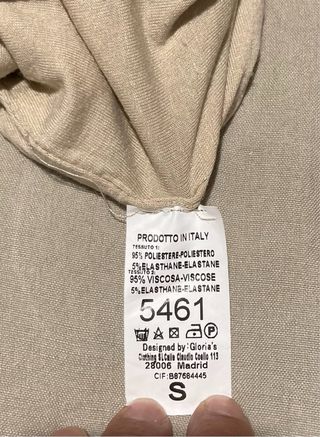 PRODOTTO IN ITALY
TESSUTO 1:
95% POLIESTERE-POLIESTERO
5%ELASTHANE-ELASTANE
TESSUTO 2:
95% VISCOSA-VISCOSE
5%ELASTHANE-ELASTANE
5461
P
Designed by:Gloria's
Clothing Sl.Calle Claudio Coello 113
28006 Madrid
CIF:B87684445
S